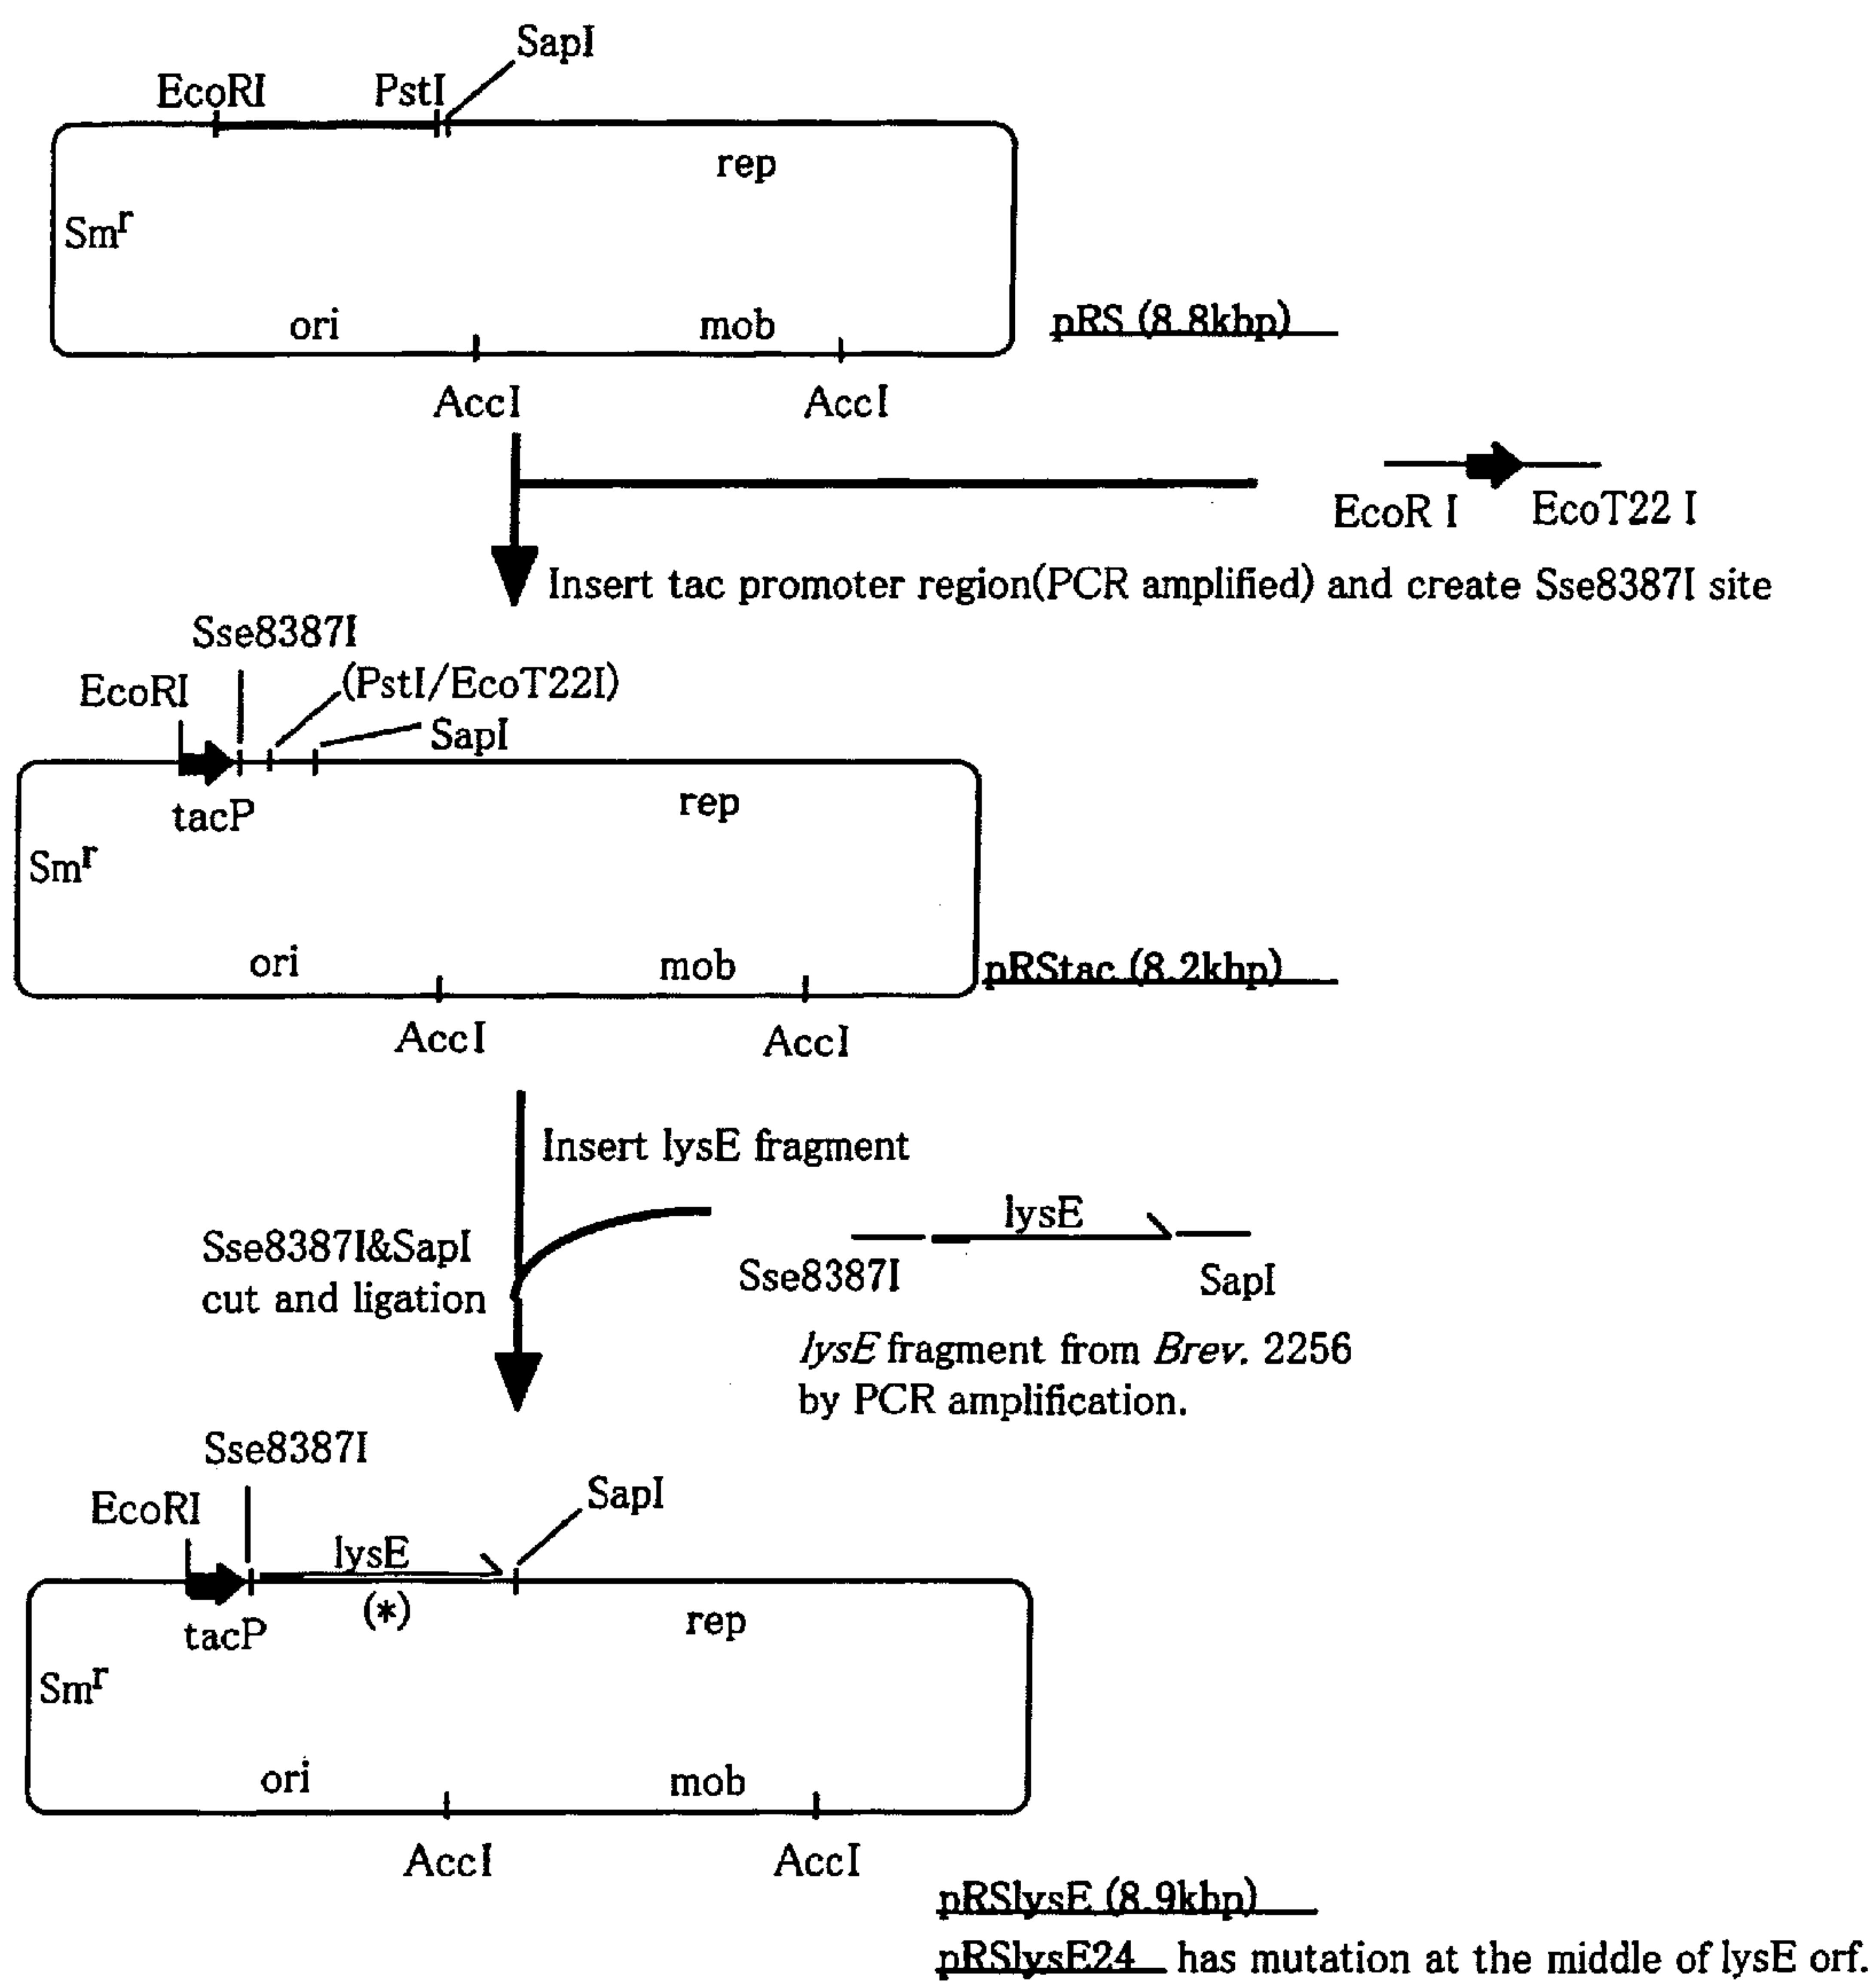 SapI
EcoRI
PstI
rep
Smr
ori
mob
pRS (8.8kbp)
AccI
AccI
EcoR I
EcoT22 I
Insert tac promoter region(PCR amplified) and create Sse8387I site
Sse8387I
(PstI/EcoT22I)
EcoRI
SapI
tacP
rep
Smr
ori
mob
pRStac (8.2kbp)
AccI
AccI
Insert lysE fragment
lysE
Sse8387I&SapI
cut and ligation
Sse8387I
SapI
lysE fragment from Brev. 2256
by PCR amplification.
Sse8387I
SapI
EcoRI
lysE
(*)
tacP
rep
Smr
ori
mob
AccI
AccI
pRSlysE (8.9kbp)
pRSlysE24 has mutation at the middle of lysE orf.